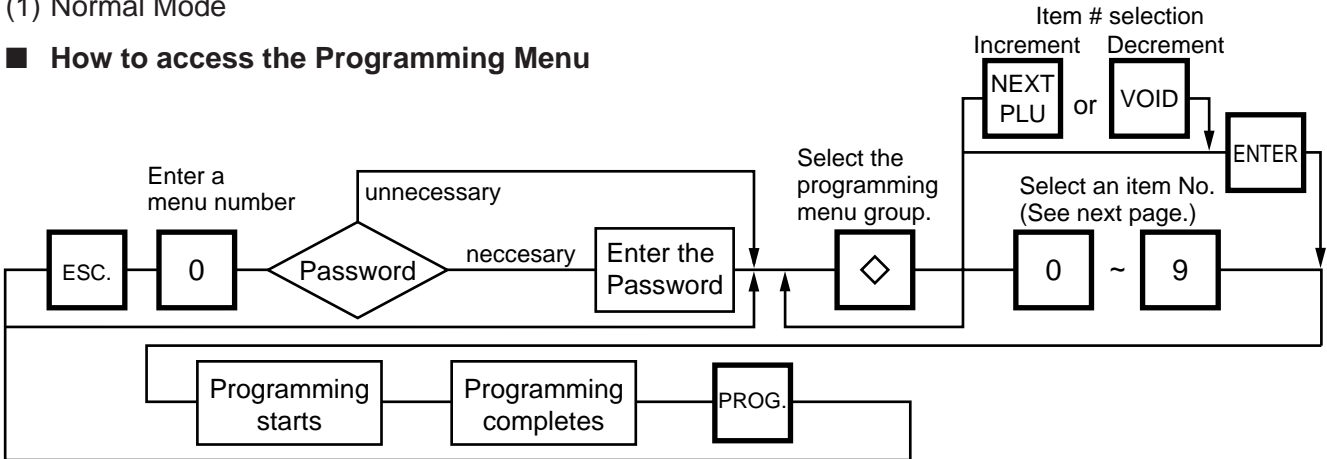 (1) Normal Mode
■ How to access the Programming Menu
Item # selection
Increment Decrement
NEXT
PLU
or
VOID
ENTER
Enter a
menu number
unnecessary
Select the
programming
menu group.
Select an item No.
(See next page.)
ESC.
0
Password
neccesary
Enter the
Password
◇
0
~
9
Programming
starts
Programming
completes
PROG.